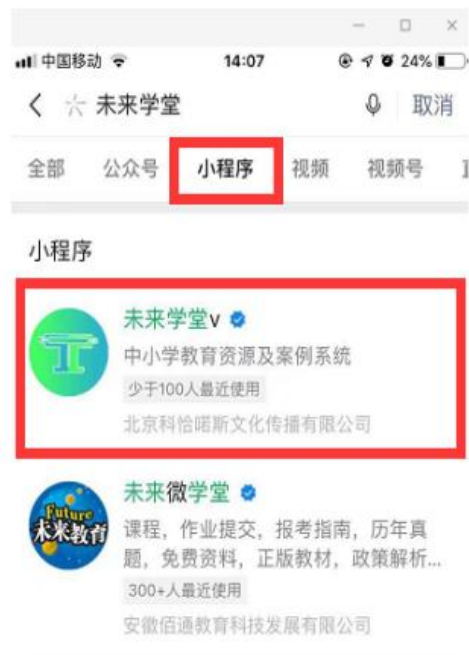 中国移动 14:07 24%
未来学堂 取消
全部 公众号 小程序 视频 视频号
小程序
未来学堂v
中小学教育资源及案例系统
少于100人最近使用
北京科恰喏斯文化传播有限公司
未来微学堂
Future
未来教育
课程，作业提交，报考指南，历年真
题，免费资料，正版教材，政策解析...
300+人最近使用
安徽佰通教育科技发展有限公司